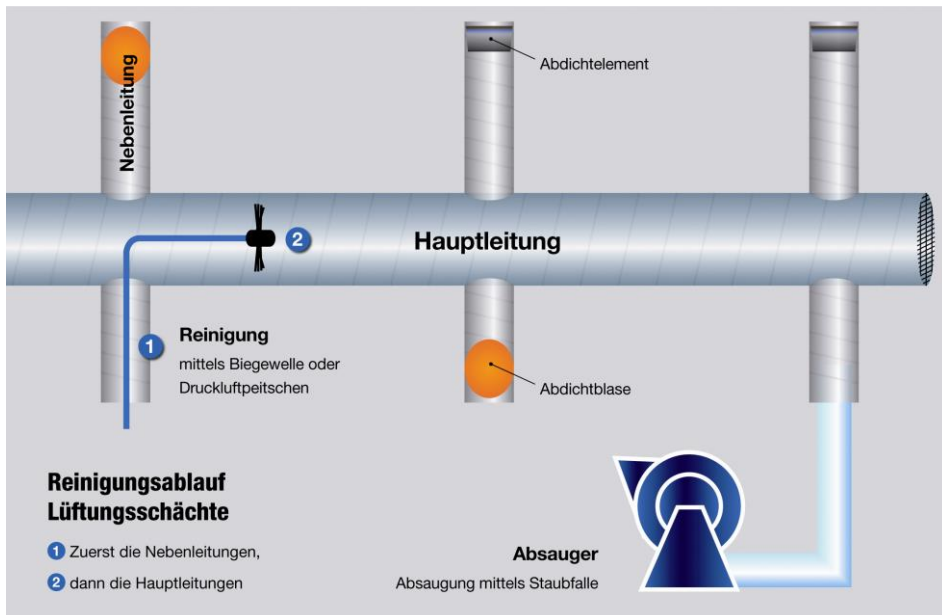 Nebenleitung
Abdichtelement
Hauptleitung
2
1
Reinigung
mittels Biegewelle oder
Druckluftpeitschen
Abdichtblase
Reinigungsablauf
Lüftungsschächte
1 Zuerst die Nebenleitungen,
2 dann die Hauptleitungen
Absauger
Absaugung mittels Staubfalle